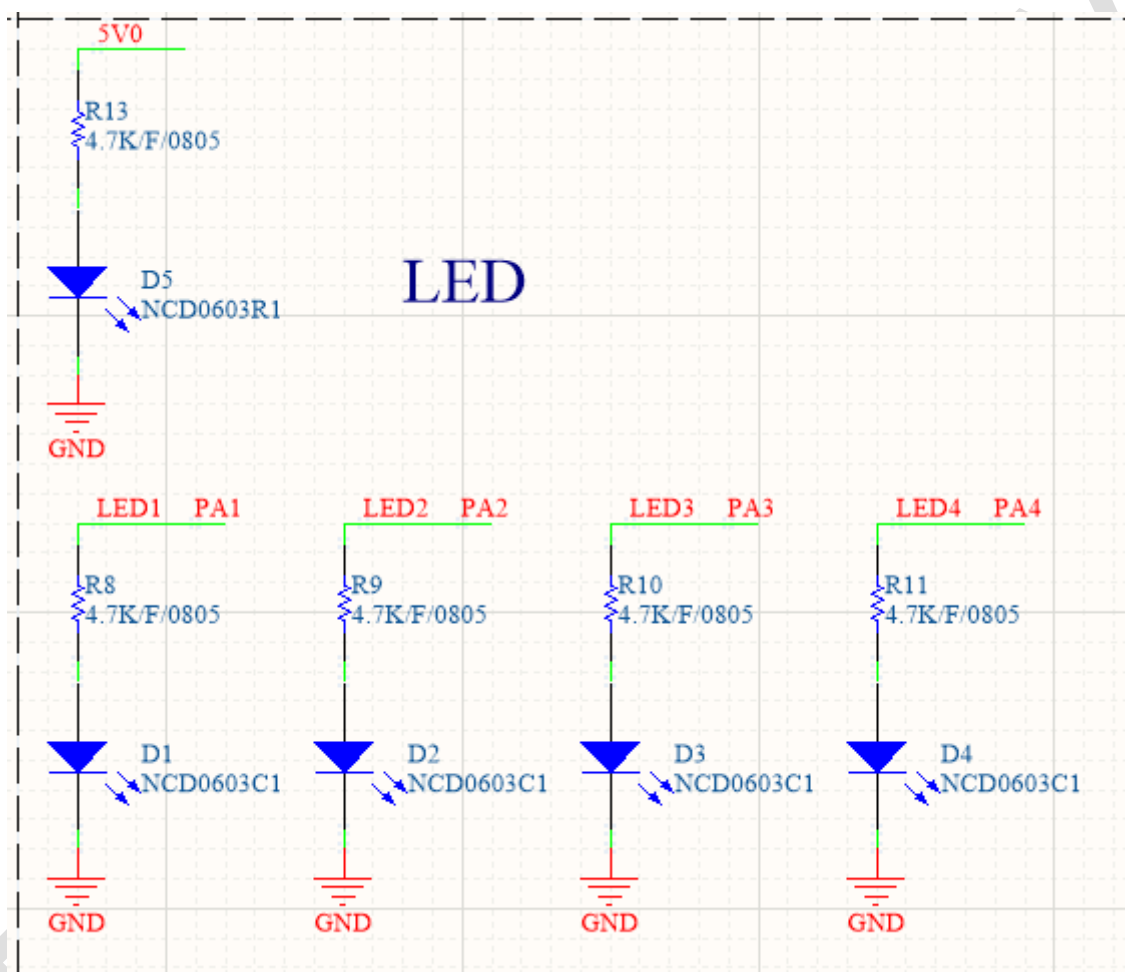 5V0
R13
4.7K/F/0805
D5
NCD0603R1
LED
GND
LED1 PA1
R8
4.7K/F/0805
D1
NCD0603C1
GND
LED2 PA2
R9
4.7K/F/0805
D2
NCD0603C1
GND
LED3 PA3
R10
4.7K/F/0805
D3
NCD0603C1
GND
LED4 PA4
R11
4.7K/F/0805
D4
NCD0603C1
GND